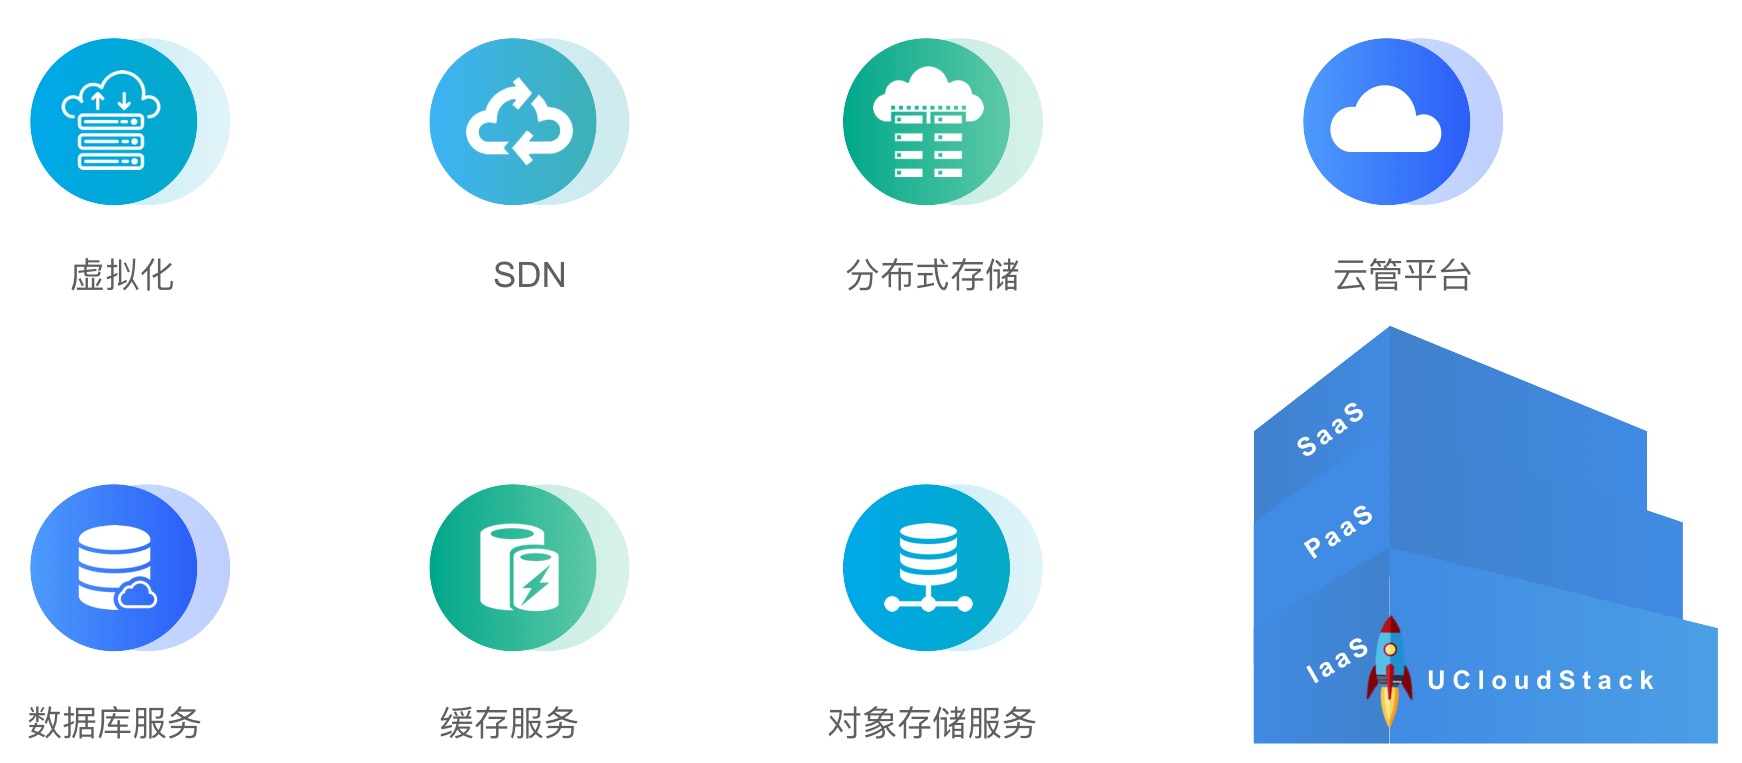 虚拟化
SDN
分布式存储
云管平台
SaaS
PaaS
IaaS
UCloudStack
数据库服务
缓存服务
对象存储服务